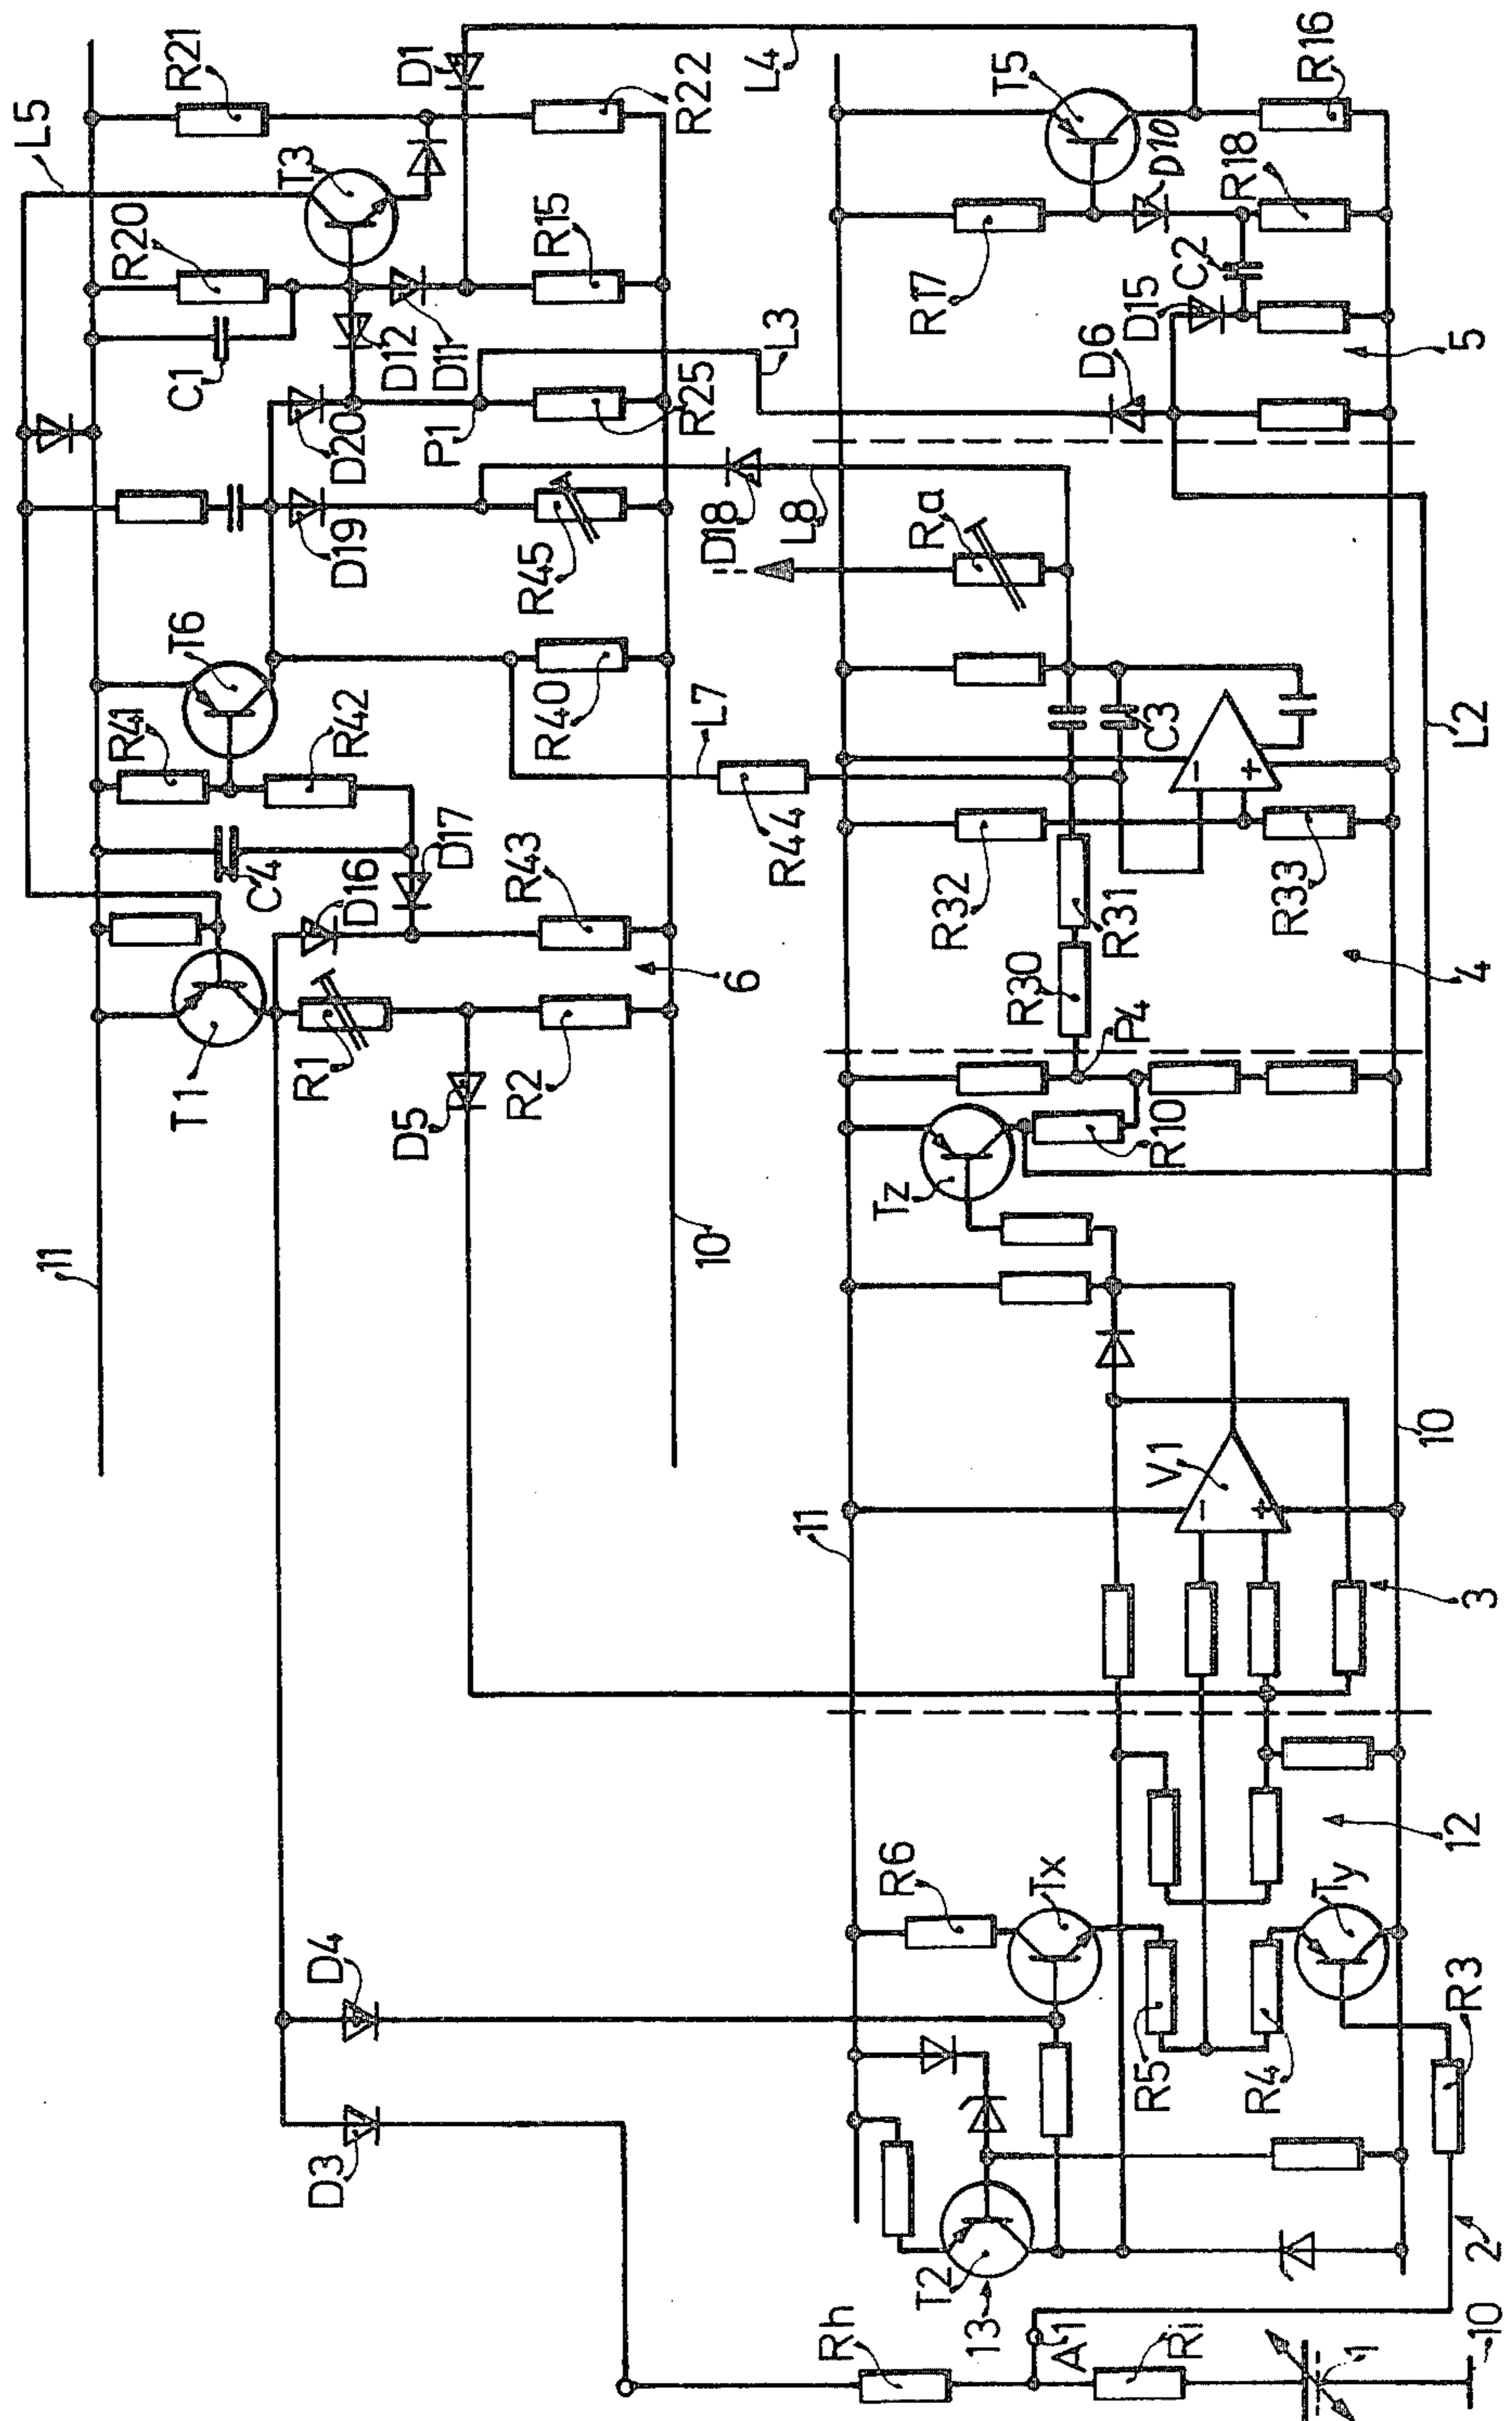 L5
R21
D1
L4
R16
T5
T3
R22
R20
R15
D10
R18
C1
D12
D11
R17
C2
D15
L3
D6
5
D20
P1
R25
D19
R45
D18
L8
Ra
T6
R41
R42
R40
L7
C3
L2
C4
D17
D16
R43
R44
R32
R31
R33
-
+
T1
R1
R2
6
R30
P4
4
D5
Tz
R10
11
10
11
V1
-
+
10
3
D4
R6
Tx
12
Ty
R5
R4
R3
D3
T2
13
2
Rh
A1
Ri
1
10